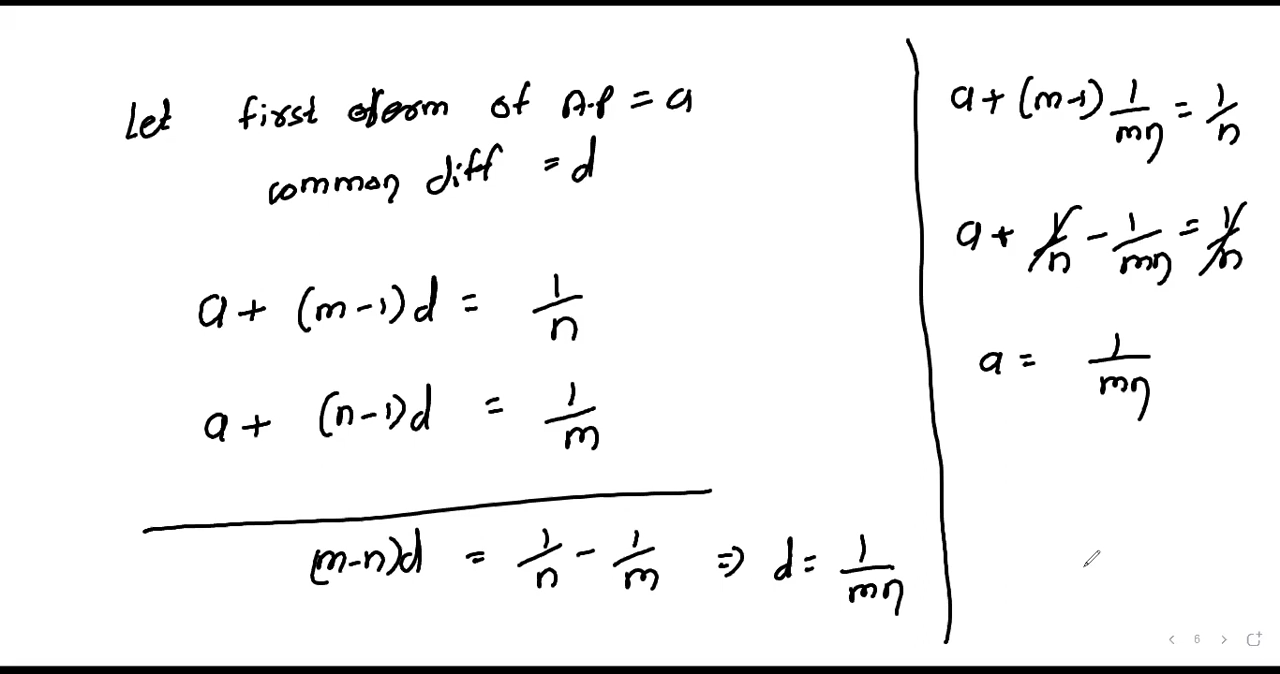 Let first term of A.P = a
common diff = d
a + (m-1)d = 1/n
a + (n-1)d = 1/m
(m-n)d = 1/n - 1/m => d = 1/mn
a + (m-1) 1/mn = 1/n
a + 1/n - 1/mn = 1/n
a = 1/mn
< 6 >